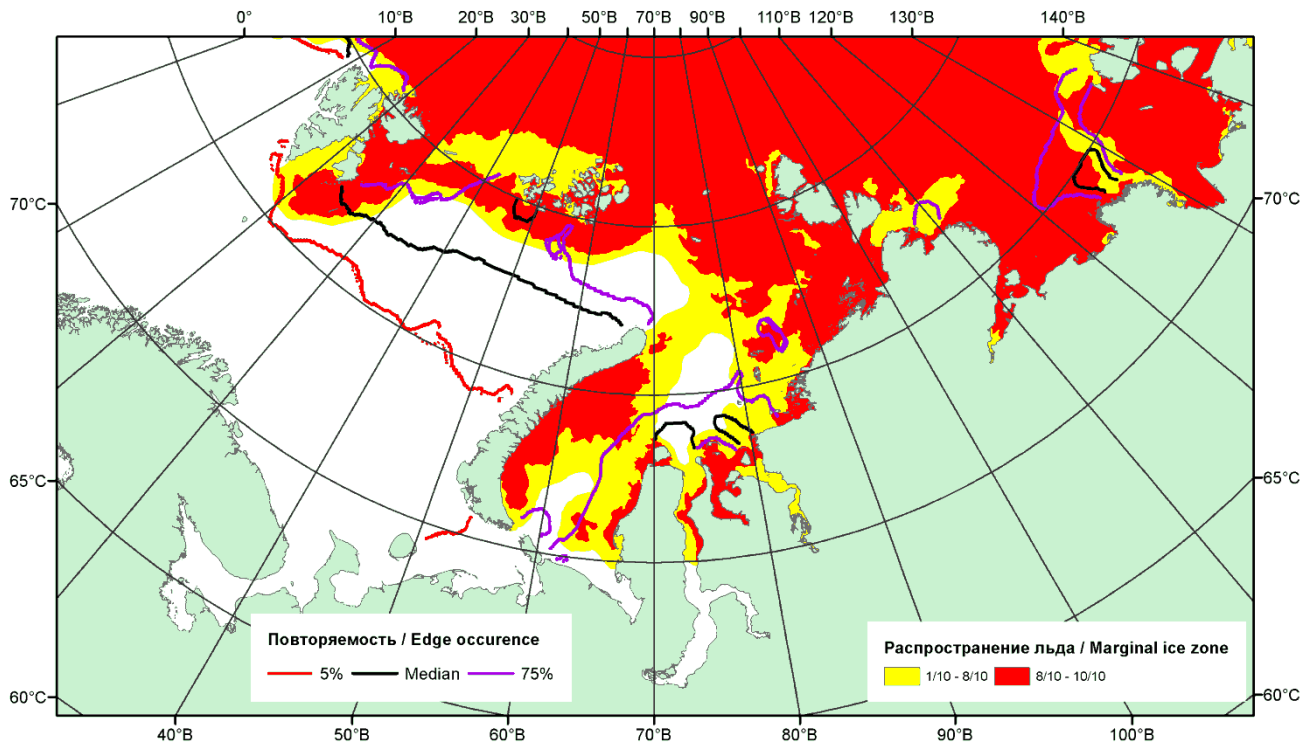 0° 10°В 20°В 30°В 50°В 70°В 90°В 110°В 120°В 130°В 140°В
70°С 70°С
65°С 65°С
60°С 60°С
Повторяемость / Edge occurence
5% Median 75%
Распространение льда / Marginal ice zone
1/10 - 8/10 8/10 - 10/10
40°В 50°В 60°В 70°В 80°В 90°В 100°В